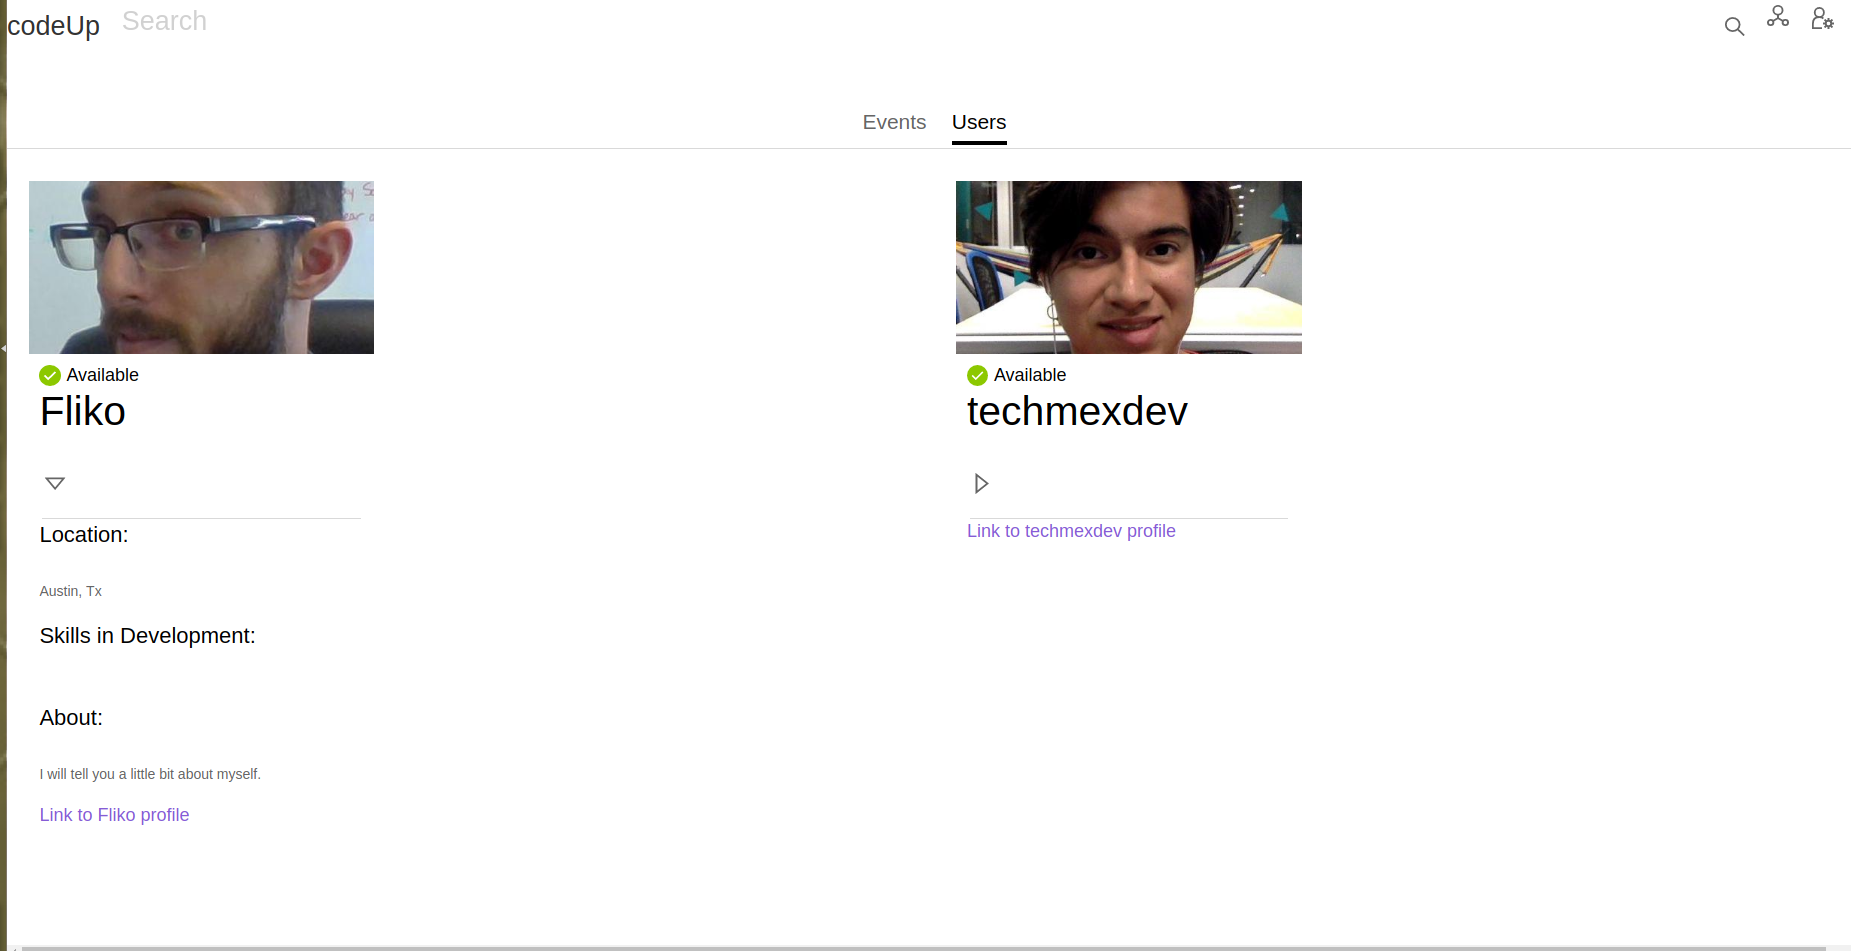 codeUp
Search
Events
Users
Available
Fliko
Location:
Austin, Tx
Skills in Development:
About:
I will tell you a little bit about myself.
Link to Fliko profile
Available
techmexdev
Link to techmexdev profile